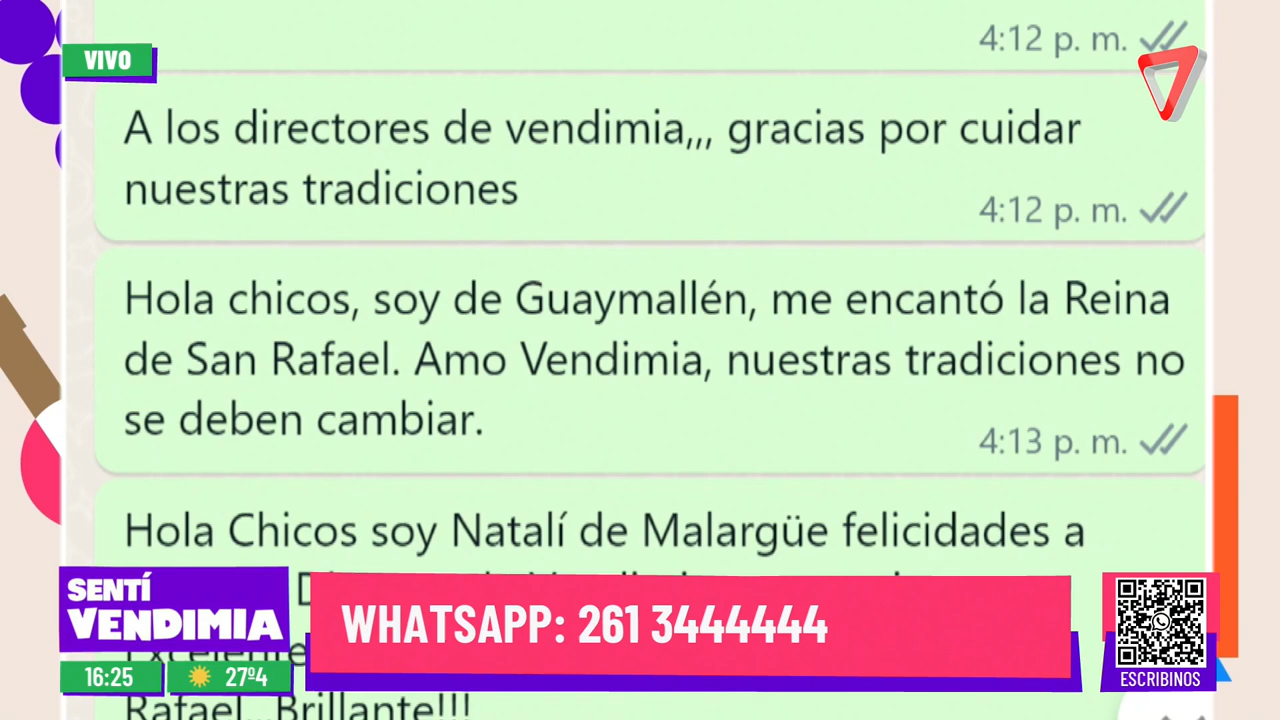 4:12 p. m.
VIVO
A los directores de vendimia,,, gracias por cuidar
nuestras tradiciones
4:12 p. m.
Hola chicos, soy de Guaymallén, me encantó la Reina
de San Rafael. Amo Vendimia, nuestras tradiciones no
se deben cambiar.
4:13 p. m.
Hola Chicos soy Natalí de Malargüe felicidades a
SENTÍ
VENDIMIA
WHATSAPP: 261 3444444
ESCRIBINOS
16:25
27º4
Rafael...Brillante!!!